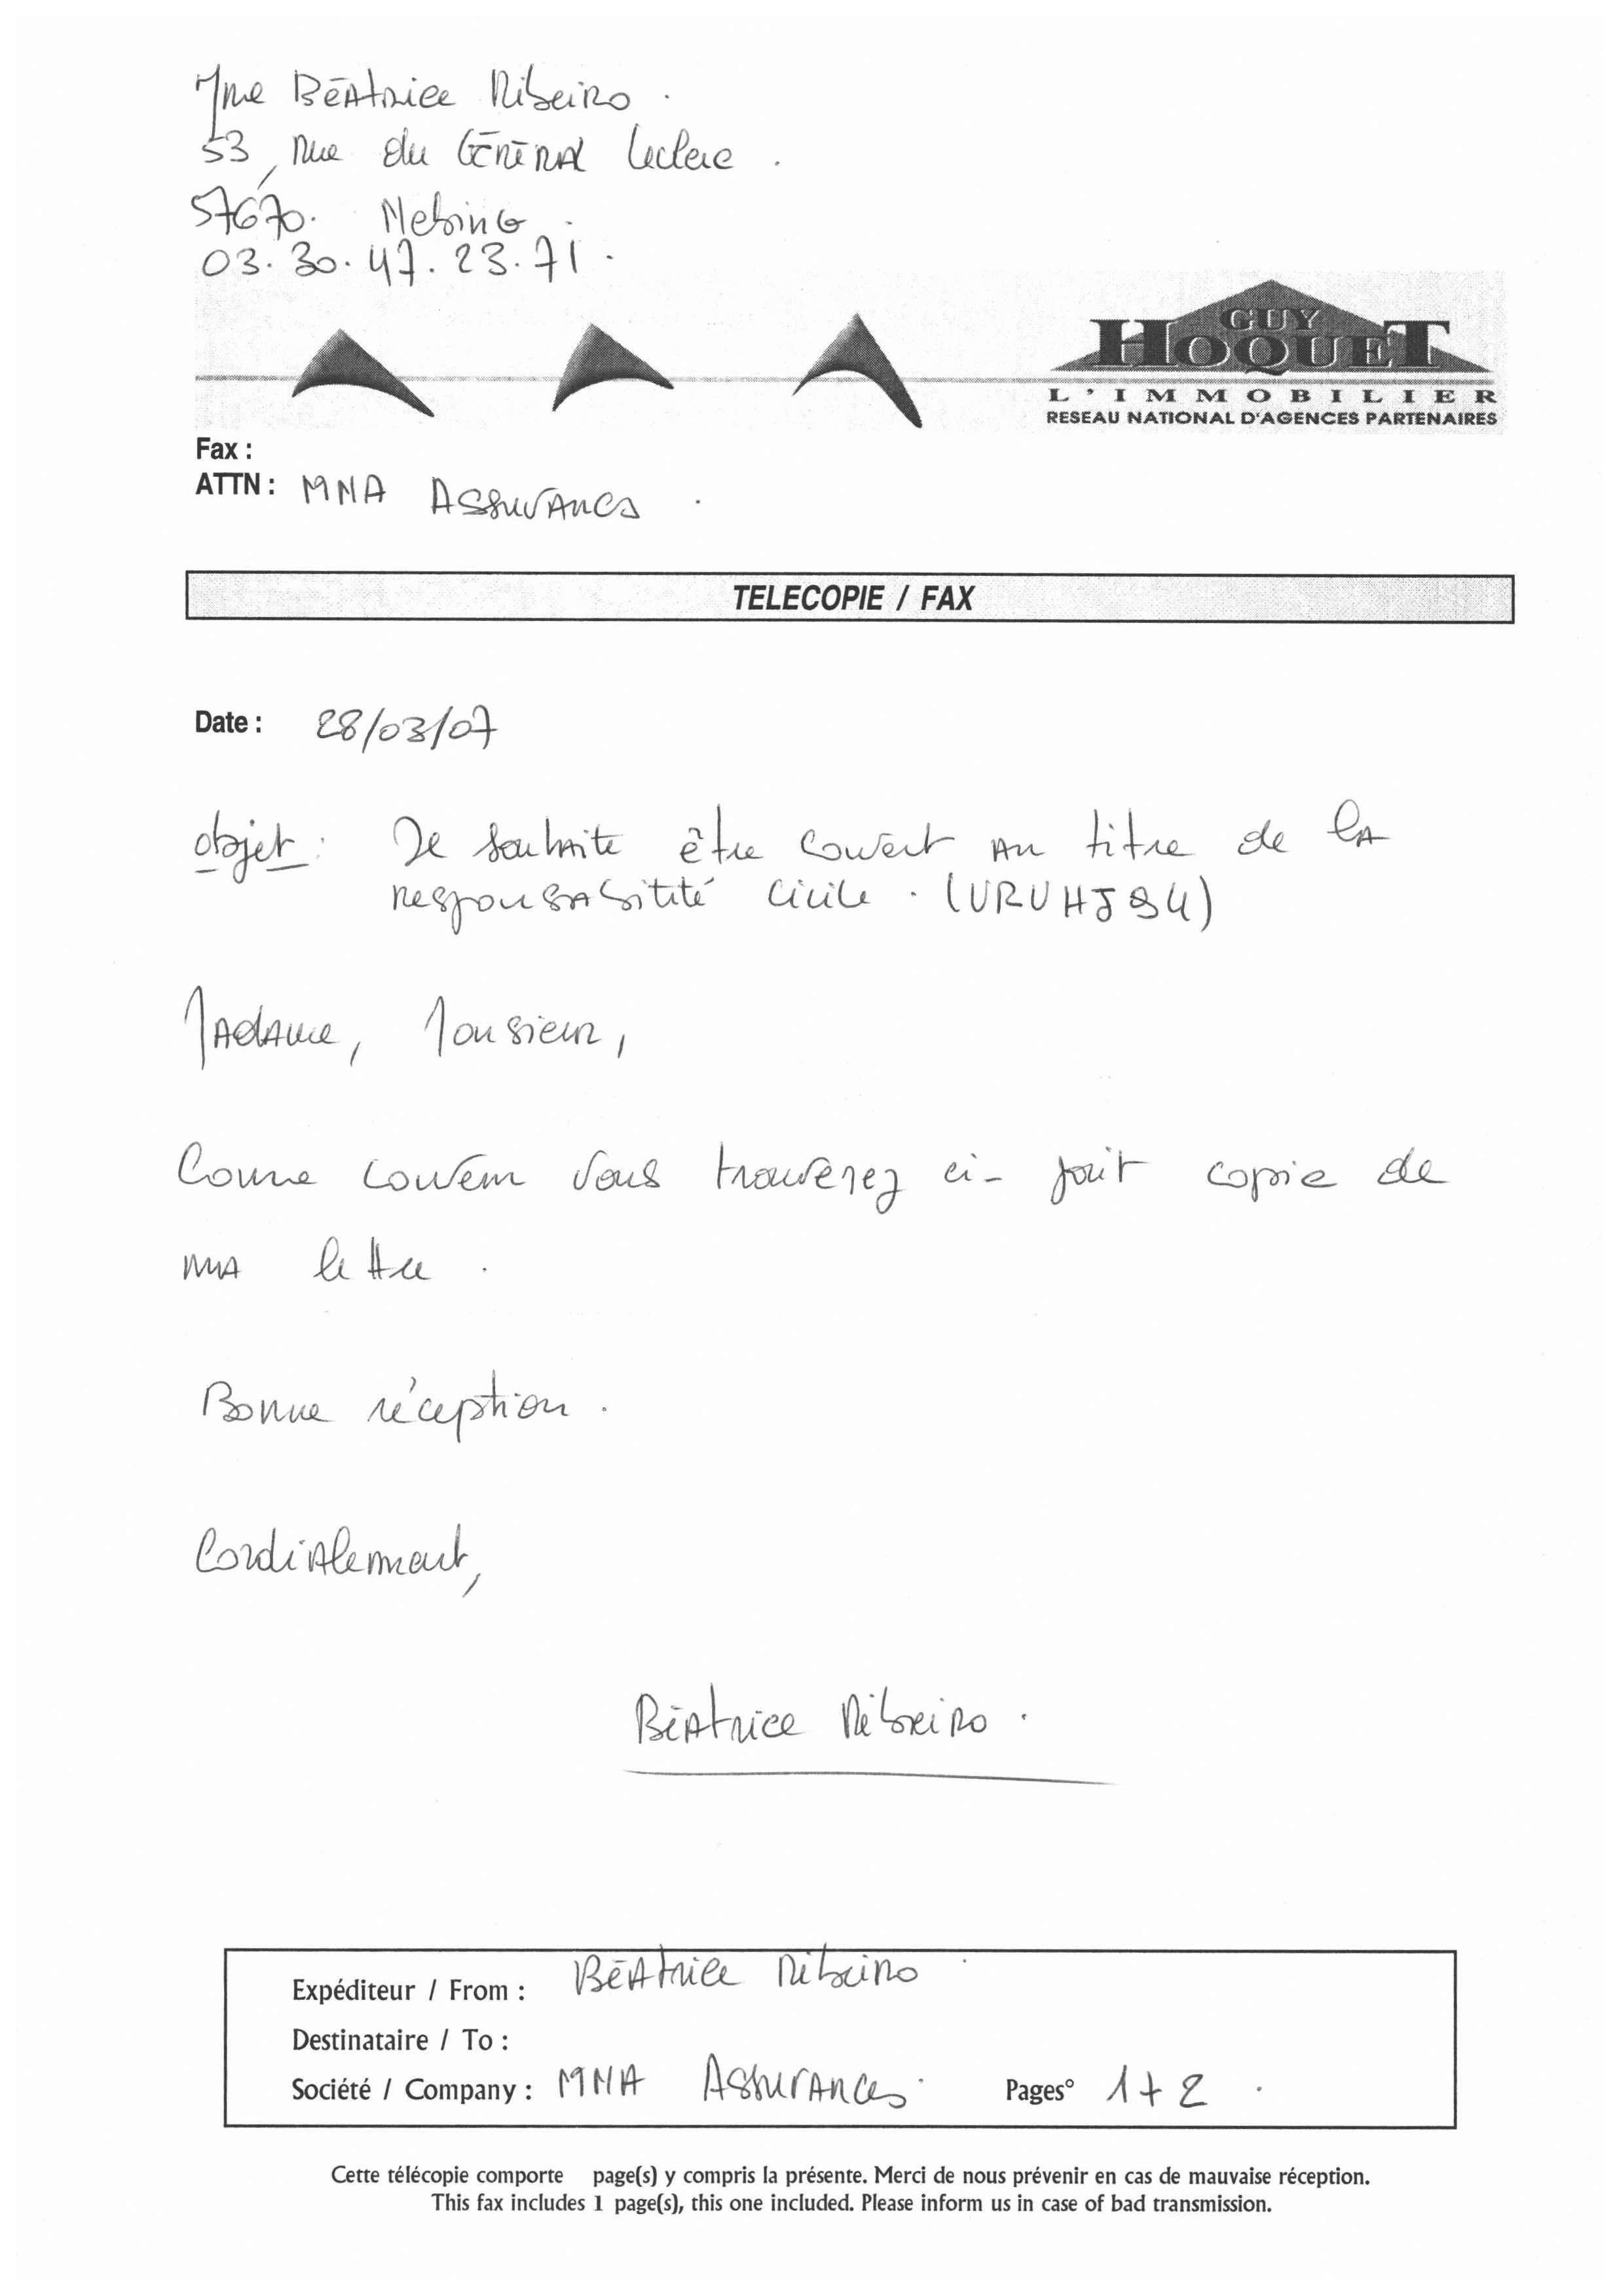 Mme Béatrice Ribeiro.
53, rue du Général Leclerc.
57670. Nebing.
03.30.47.23.71.
GUY
HOQUET
L'IMMOBILIER
RESEAU NATIONAL D'AGENCES PARTENAIRES
Fax :
ATTN : MNA Assurances.
TELECOPIE / FAX
Date : 28/03/07
objet : Je souhaite être couvert au titre de la
responsabitité civile. (URUHJ94)
Madame, Monsieur,
Comme convenu vous trouverez ci-joit copie de
ma lettre.
Bonne réception.
Cordialement,
Béatrice Ribeiro.
Expéditeur / From : Béatrice Ribeiro
Destinataire / To :
Société / Company : MNA Assurances. Pages° 1+2.
Cette télécopie comporte page(s) y compris la présente. Merci de nous prévenir en cas de mauvaise réception.
This fax includes 1 page(s), this one included. Please inform us in case of bad transmission.